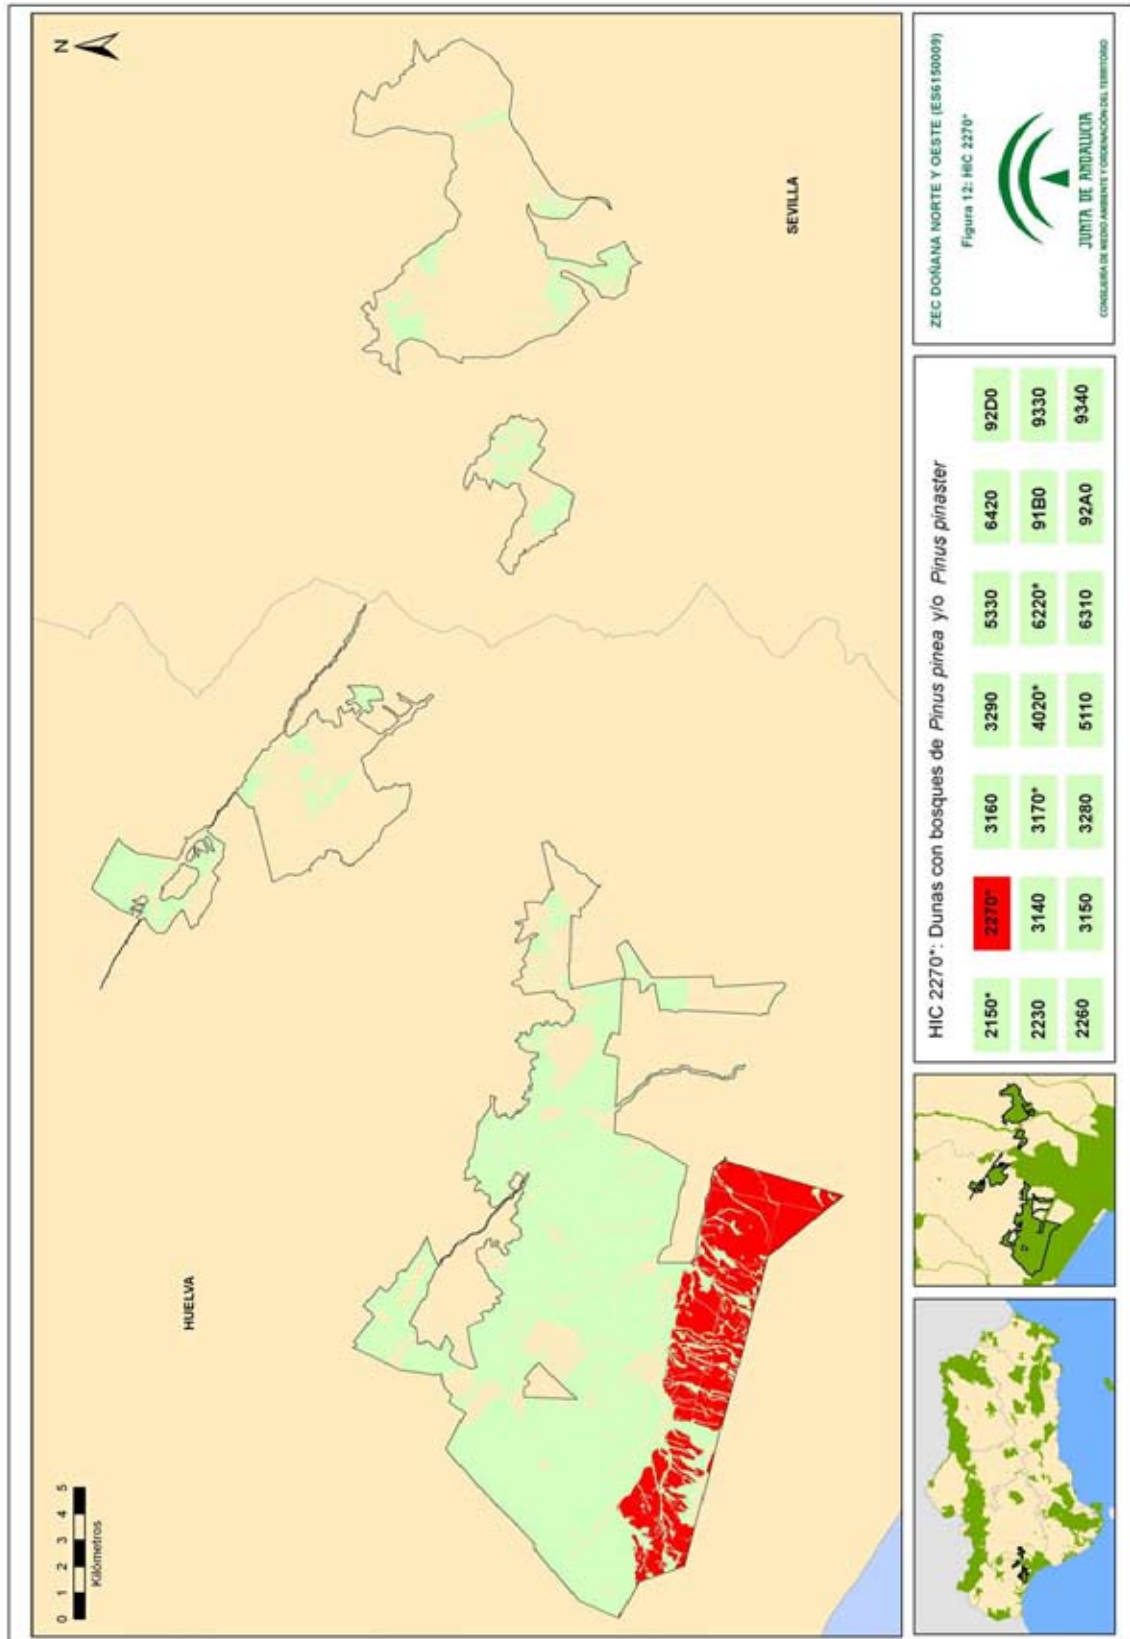 N
HUELVA
SEVILLA
0 1 2 3 4 5
Kilómetros
HIC 2270*: Dunas con bosques de Pinus pinea y/o Pinus pinaster
2150* 2270* 3160 3290 5330 6420 92D0
2230 3140 3170* 4020* 6220* 91B0 9330
2260 3150 3280 5110 6310 92A0 9340
ZEC DOÑANA NORTE Y OESTE (ES6150009)
Figura 12: HIC 2270*
JUNTA DE ANDALUCIA
CONSEJERÍA DE MEDIO AMBIENTE Y ORDENACIÓN DEL TERRITORIO